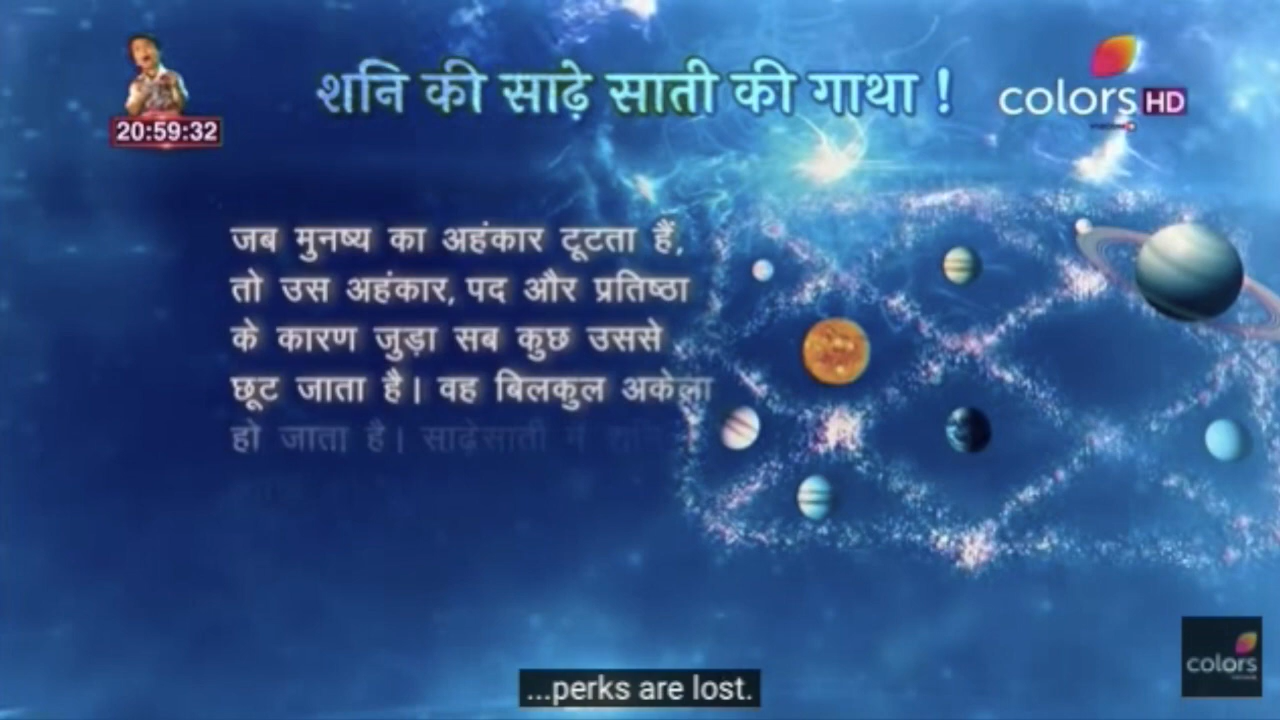 शनि की साढ़े साती की गाथा !
colors HD
20:59:32
जब मुनष्य का अहंकार टूटता हैं,
तो उस अहंकार, पद और प्रतिष्ठा
के कारण जुड़ा सब कुछ उससे
छूट जाता है। वह बिलकुल अकेला
हो जाता है। साढ़ेसाती में शनि
colors
...perks are lost.